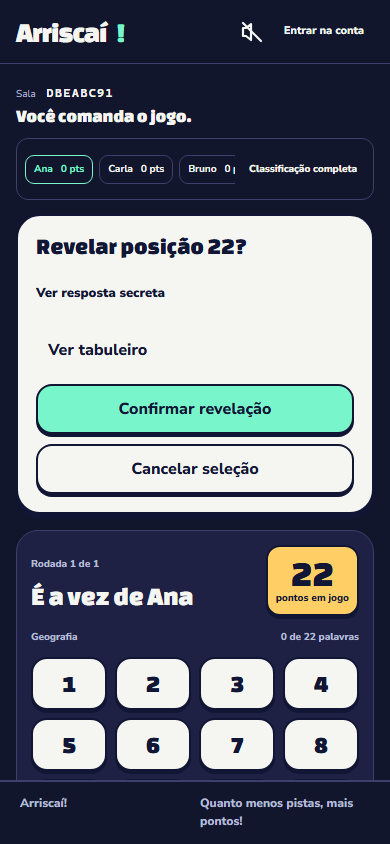 Arriscaí !
Entrar na conta
Sala DBEABC91
Você comanda o jogo.
Ana 0 pts
Carla 0 pts
Bruno 0 p
Classificação completa
Revelar posição 22?
Ver resposta secreta
Ver tabuleiro
Confirmar revelação
Cancelar seleção
Rodada 1 de 1
É a vez de Ana
22
pontos em jogo
Geografia
0 de 22 palavras
1 2 3 4
5 6 7 8
Arriscaí!
Quanto menos pistas, mais
pontos!